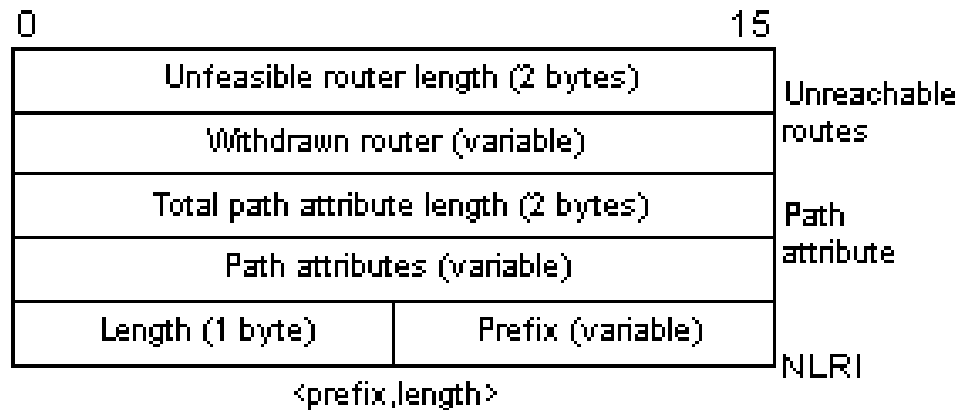 0 15
Unfeasible router length (2 bytes)
Unreachable
routes
Withdrawn router (variable)
Total path attribute length (2 bytes)
Path
attribute
Path attributes (variable)
Length (1 byte) Prefix (variable)
NLRI
<prefix,length>